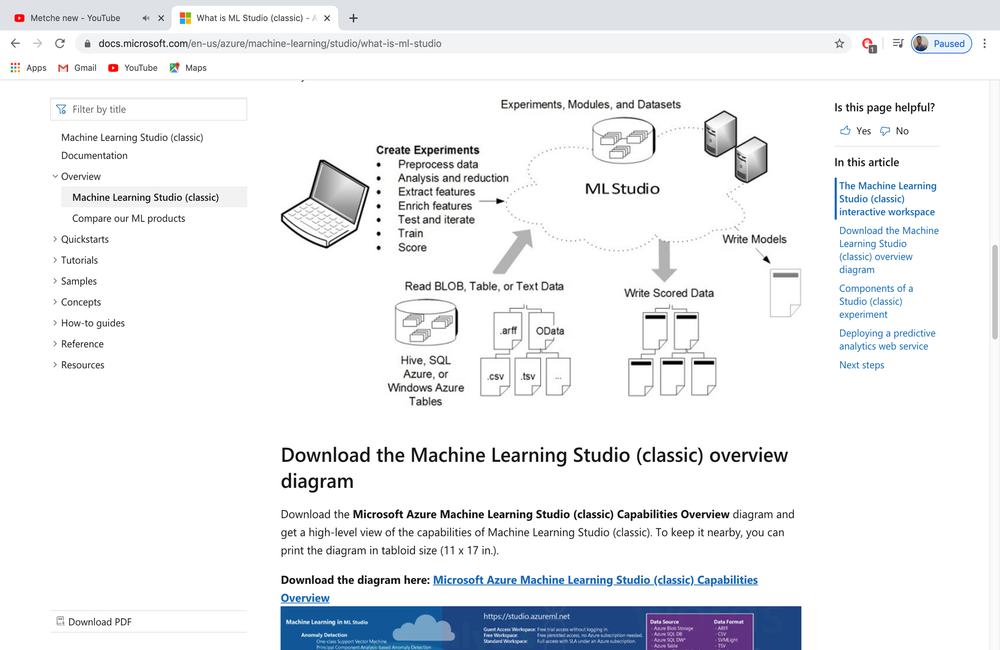 Metche new - YouTube
What is ML Studio (classic) - A
docs.microsoft.com/en-us/azure/machine-learning/studio/what-is-ml-studio
1
Paused
Apps
Gmail
YouTube
Maps
Filter by title
Machine Learning Studio (classic)
Documentation
Overview
Machine Learning Studio (classic)
Compare our ML products
Quickstarts
Tutorials
Samples
Concepts
How-to guides
Reference
Resources
Download PDF
Experiments, Modules, and Datasets
Create Experiments
• Preprocess data
• Analysis and reduction
• Extract features
• Enrich features
• Test and iterate
• Train
• Score
ML Studio
Write Models
Read BLOB, Table, or Text Data
Write Scored Data
.arff
OData
Hive, SQL
Azure, or
Windows Azure
Tables
.csv
.tsv
...
Download the Machine Learning Studio (classic) overview
diagram
Download the Microsoft Azure Machine Learning Studio (classic) Capabilities Overview diagram and
get a high-level view of the capabilities of Machine Learning Studio (classic). To keep it nearby, you can
print the diagram in tabloid size (11 x 17 in.).
Download the diagram here: Microsoft Azure Machine Learning Studio (classic) Capabilities
Overview
Machine Learning in ML Studio
Anomaly Detection
One-class Support Vector Machine
Principal Component Analysis-based Anomaly Detection
https://studio.azureml.net
Guest Access Workspace: Free trial access without logging in.
Free Workspace: Free persisted access, no Azure subscription needed.
Standard Workspace: Full access with SLA under an Azure subscription.
Data Source
- Azure Blob Storage
- Azure SQL DB
- Azure SQL DW*
- Azure Table
Data Format
- ARFF
- CSV
- SVMLight
- TSV
Is this page helpful?
Yes
No
In this article
The Machine Learning
Studio (classic)
interactive workspace
Download the Machine
Learning Studio
(classic) overview
diagram
Components of a
Studio (classic)
experiment
Deploying a predictive
analytics web service
Next steps